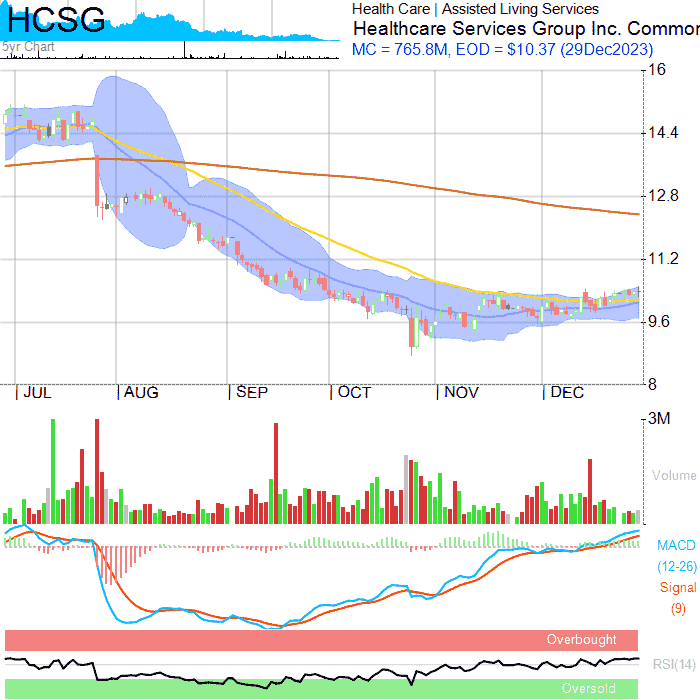 HCSG
5yr Chart
Health Care | Assisted Living Services
Healthcare Services Group Inc. Common
MC = 765.8M, EOD = $10.37 (29Dec2023)
16
14.4
12.8
11.2
9.6
8
JUL
AUG
SEP
OCT
NOV
DEC
3M
Volume
MACD
(12-26)
Signal
(9)
Overbought
RSI(14)
Oversold